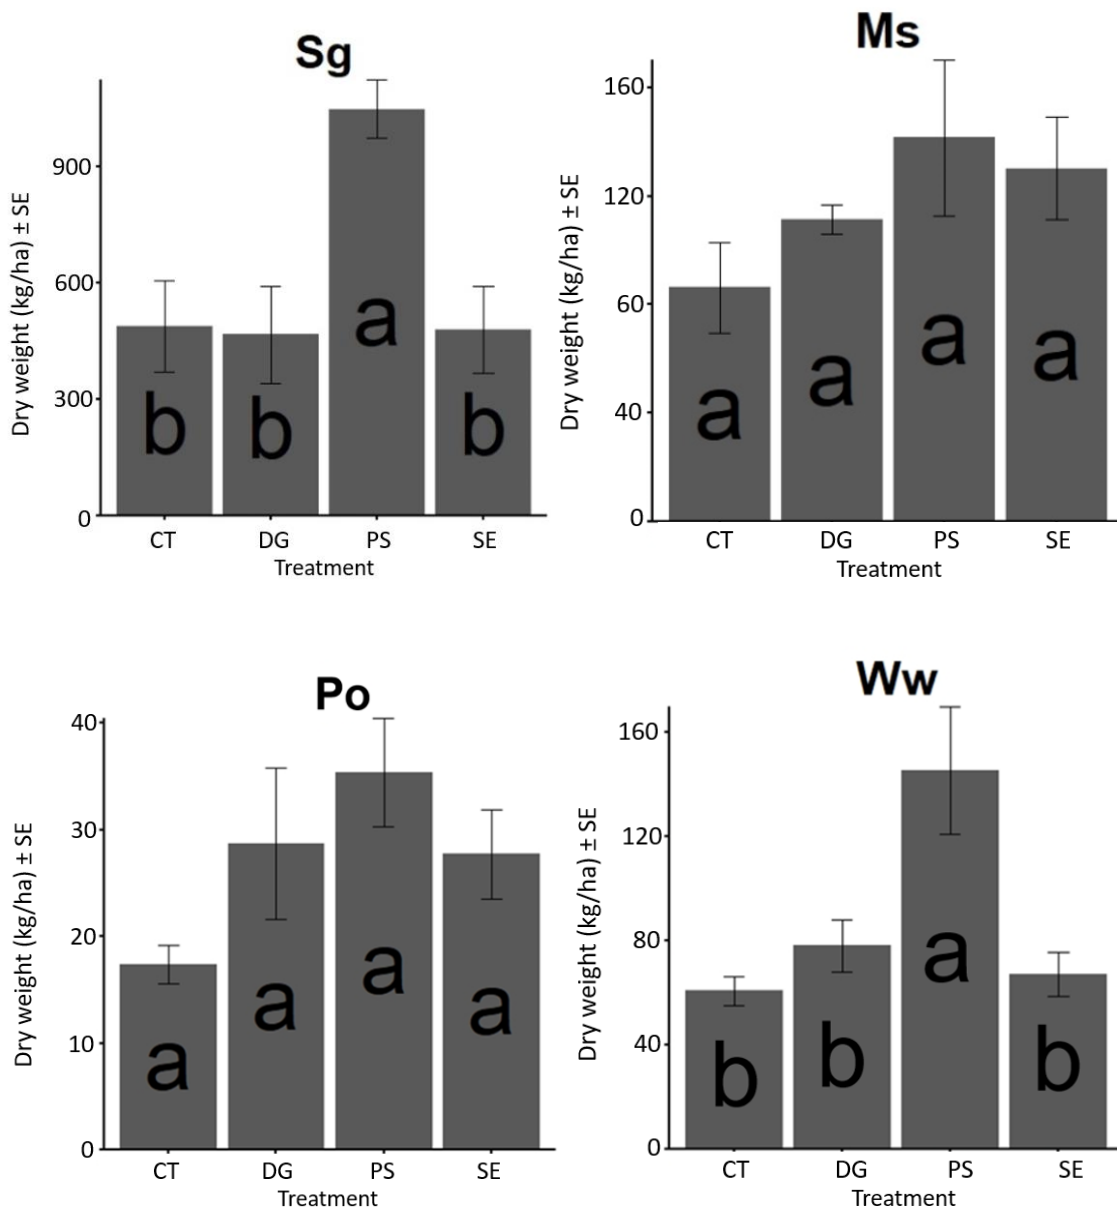 Sg
Dry weight (kg/ha) ± SE
900
600
300
0
b
b
a
b
CT DG PS SE
Treatment
Ms
Dry weight (kg/ha) ± SE
160
120
60
40
0
a
a
a
a
CT DG PS SE
Treatment
Po
Dry weight (kg/ha) ± SE
40
30
20
10
0
a
a
a
a
CT DG PS SE
Treatment
Ww
Dry weight (kg/ha) ± SE
160
120
80
40
0
b
b
a
b
CT DG PS SE
Treatment